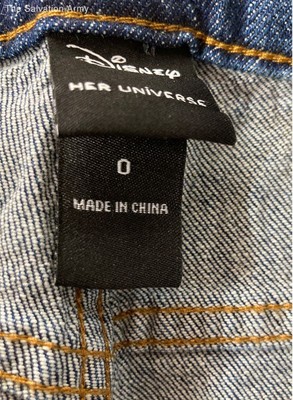 The Salvation Army
Disney
HER UNIVERSE
0
MADE IN CHINA